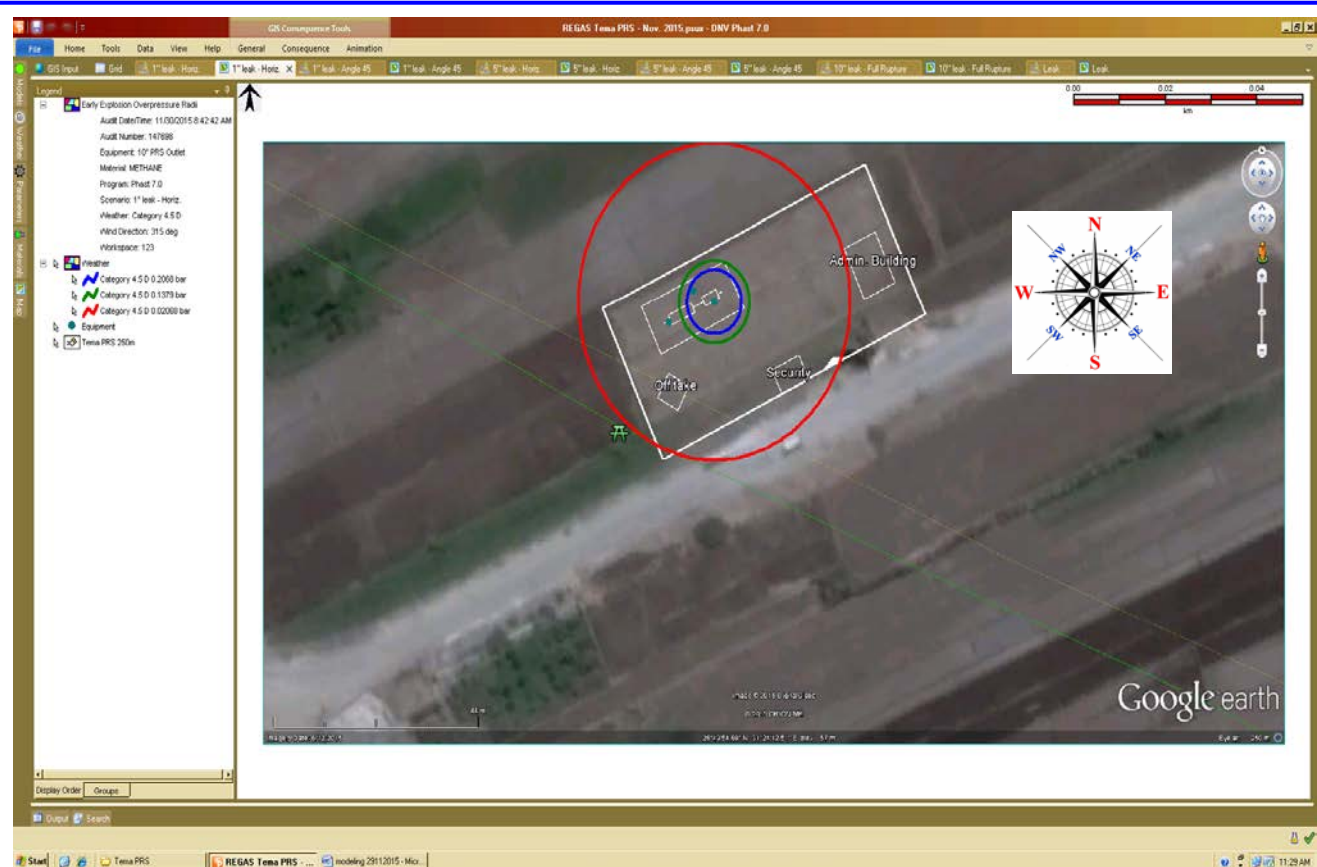 GIS Consequence Tools
REGAS Tema PRS - Nov. 2015.psux - DNV Phast 7.0
File Home Tools Data View Help General Consequence Animation
GIS Input Grid 1" leak - Horiz. 1" leak - Horiz. X 1" leak - Angle 45 1" leak - Angle 45 5" leak - Horiz. 5" leak - Horiz. 5" leak - Angle 45 5" leak - Angle 45 10" leak - Full Rupture 10" leak - Full Rupture Leak Leak
Models
Weather
Parameters
Materials
Map
Legend
Early Explosion Overpressure Radii
Audit Date/Time: 11/30/2015 8:42:42 AM
Audit Number: 147698
Equipment: 10" PRS Outlet
Material: METHANE
Program: Phast 7.0
Scenario: 1" leak - Horiz.
Weather: Category 4.5 D
Wind Direction: 315 deg
Workspace: 123
Weather
Category 4.5 D 0.2068 bar
Category 4.5 D 0.1379 bar
Category 4.5 D 0.02068 bar
Equipment
Tema PRS 250m
0.00 0.02 0.04
km
N
NW NE
W E
SW SE
S
Admin. Building
Off take
Security
Google earth
Display Order Groups
Output Search
Start Tema PRS REGAS Tema PRS - ... modeling 29112015 - Micr... 11:29 AM